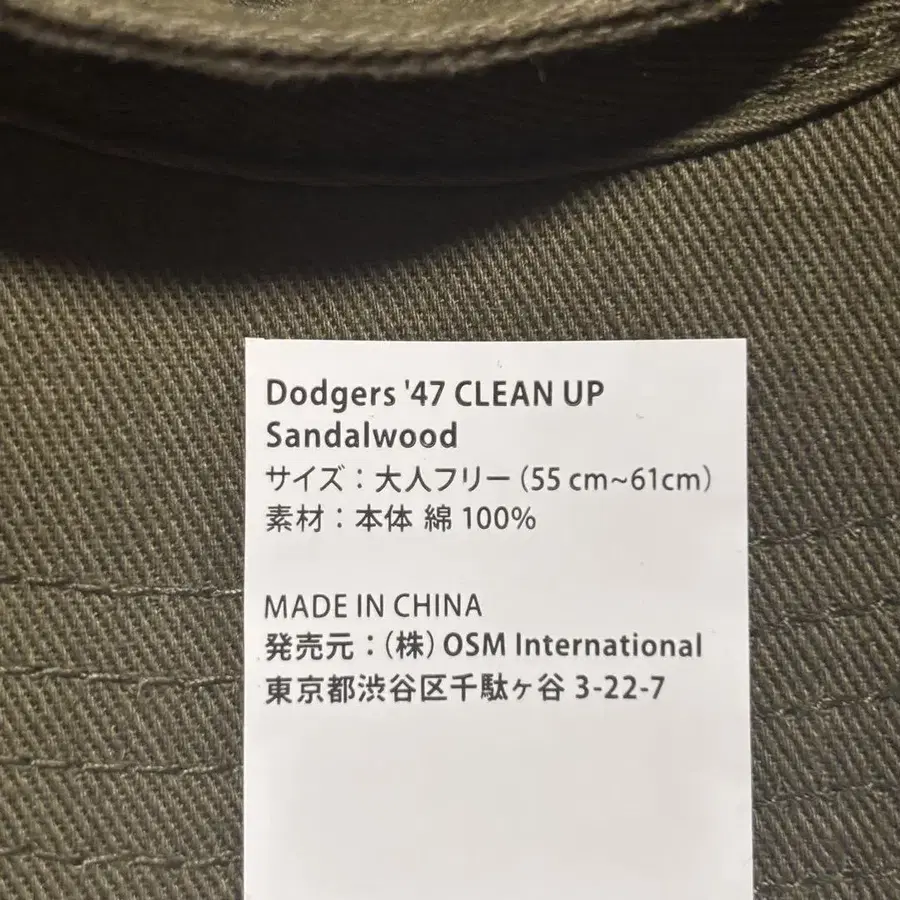 Dodgers '47 CLEAN UP
Sandalwood
サイズ：大人フリー（55 cm~61cm）
素材：本体 綿 100%
MADE IN CHINA
発売元：（株）OSM International
東京都渋谷区千駄ヶ谷 3-22-7